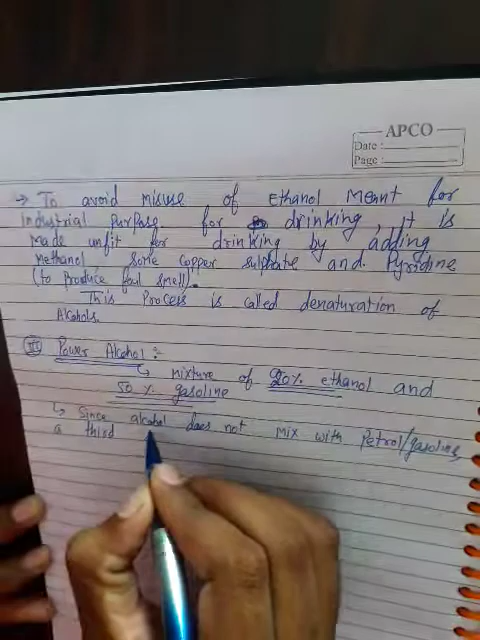 APCO
Date :
Page :
→ To avoid misuse of Ethanol meant for
Industrial Purpose for drinking, it is
made unfit for drinking by adding
methanol some copper sulphate and Pyridine
(to Produce foul smell).
This Process is called denaturation of
Alcohols.
III Power Alcohol :-
↳ mixture of 20% ethanol and
50 % gasoline
↳ Since alcohol does not mix with Petrol/gasoline,
a third